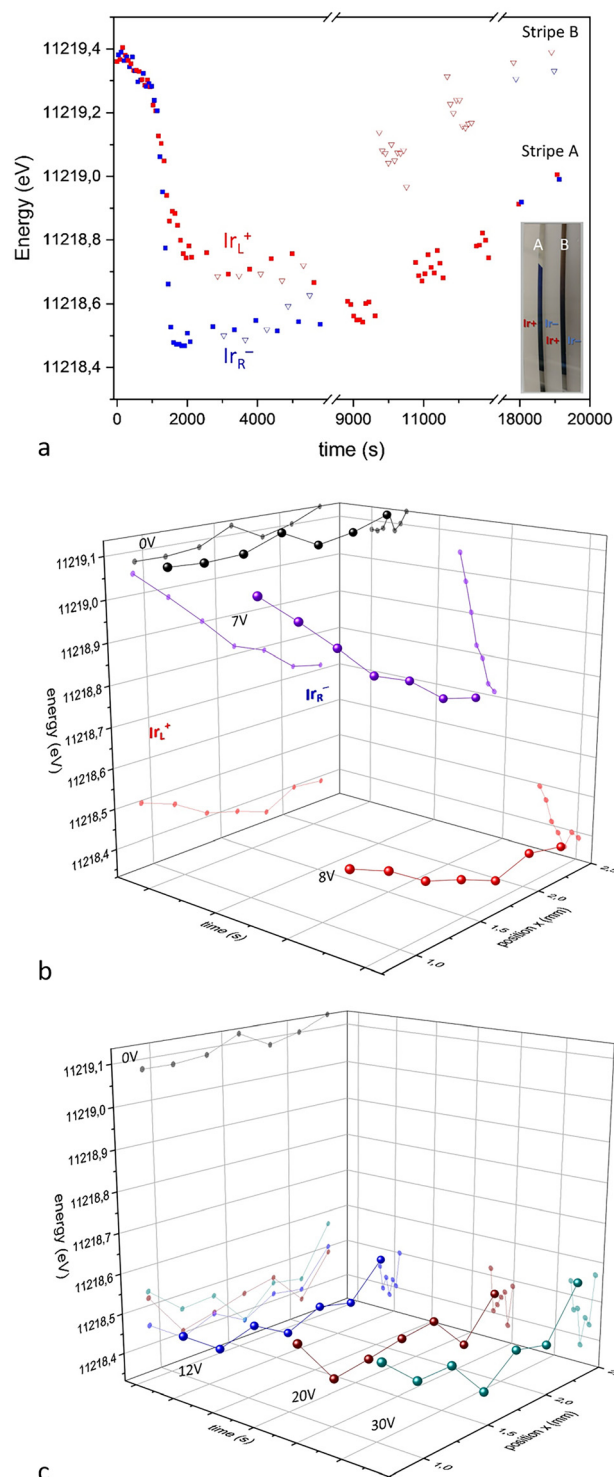 Stripe B
11219,4
11219,2
Stripe A
11219,0
Energy (eV)
11218,8
IrL+
A B
11218,6
Ir+ Ir–
Ir+ Ir–
IrR–
11218,4
0 2000 4000 9000 11000 18000 20000
time (s)
a
0V
11219,1
11219,0
7V
11218,9
11218,8
IrR–
energy (eV)
11218,7
IrL+
11218,6
11218,5
11218,4
8V
2,5
2,0
1,5
1,0
position x (mm)
time (s)
b
0V
11219,1
11219,0
11218,9
11218,8
energy (eV)
11218,7
11218,6
11218,5
11218,4
12V
20V
30V
2,0
1,5
1,0
position x (mm)
time (s)
c